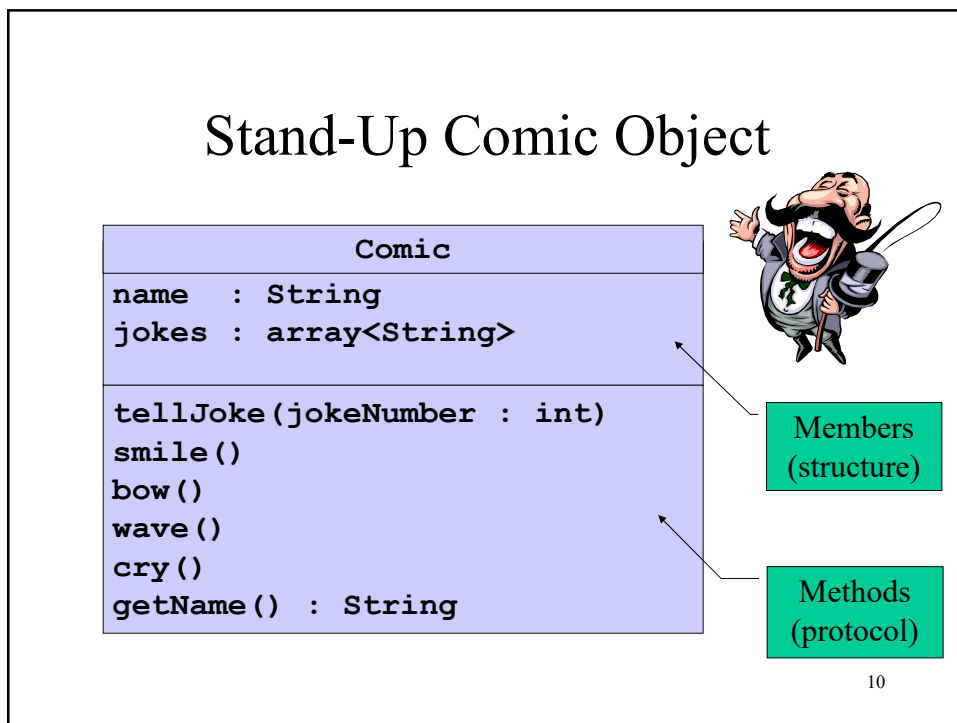 Stand-Up Comic Object
Comic
name  : String
jokes : array<String>
tellJoke(jokeNumber : int)
smile()
bow()
wave()
cry()
getName() : String
Members
(structure)
Methods
(protocol)
10